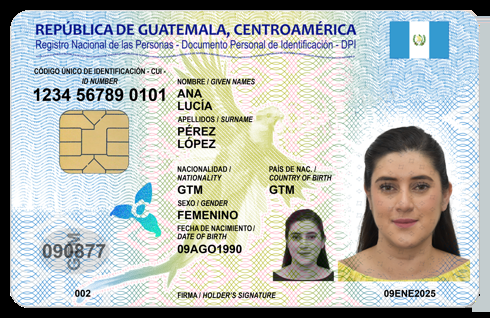 REPÚBLICA DE GUATEMALA, CENTROAMÉRICA
Registro Nacional de las Personas - Documento Personal de Identificación - DPI
CÓDIGO ÚNICO DE IDENTIFICACIÓN - CUI -
ID NUMBER
1234 56789 0101
NOMBRE / GIVEN NAMES
ANA
LUCÍA
APELLIDOS / SURNAME
PÉREZ
LÓPEZ
NACIONALIDAD /
NATIONALITY
GTM
PAÍS DE NAC. /
COUNTRY OF BIRTH
GTM
SEXO / GENDER
FEMENINO
FECHA DE NACIMIENTO /
DATE OF BIRTH
09AGO1990
090877
GTM
002
FIRMA / HOLDER'S SIGNATURE
09ENE2025